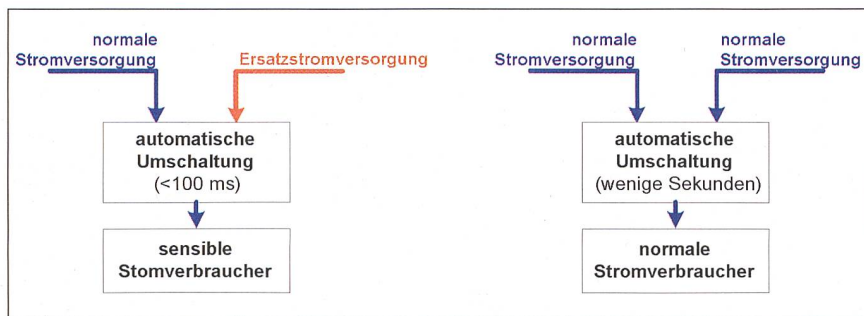 normale
Stromversorgung
Ersatzstromversorgung
automatische
Umschaltung
(<100 ms)
sensible
Stomverbraucher
normale
Stromversorgung
normale
Stromversorgung
automatische
Umschaltung
(wenige Sekunden)
normale
Stromverbraucher